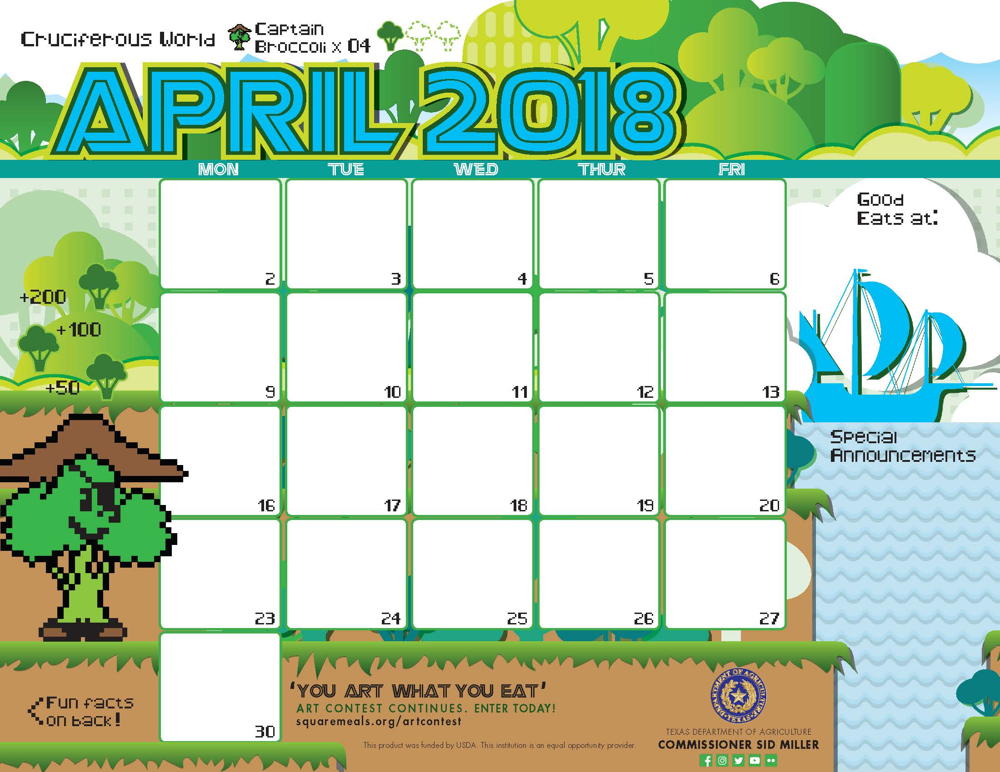 Cruciferous World
Captain
Broccoli x 04
APRIL 2018
MON TUE WED THUR FRI
Good
Eats at:
2 3 4 5 6
+200
+100
+50
9 10 11 12 13
Special
Announcements
16 17 18 19 20
23 24 25 26 27
30
Fun facts
on back!
'YOU ART WHAT YOU EAT'
ART CONTEST CONTINUES. ENTER TODAY!
squaremeals.org/artcontest
This product was funded by USDA. This institution is an equal opportunity provider.
DEPARTMENT OF AGRICULTURE
TEXAS
TEXAS DEPARTMENT OF AGRICULTURE
COMMISSIONER SID MILLER